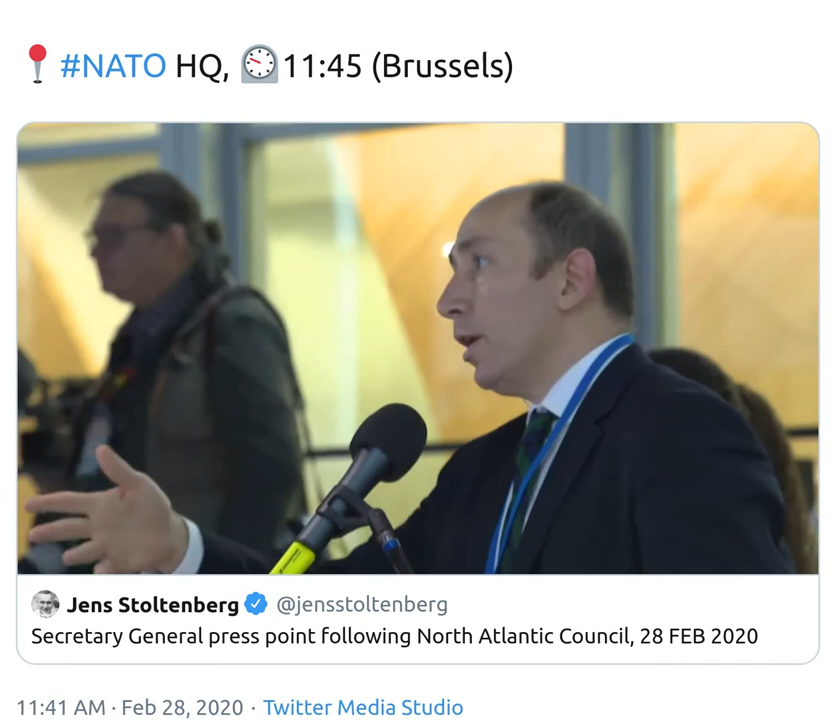 📍 #NATO HQ, 🕙11:45 (Brussels)
Jens Stoltenberg @jensstoltenberg
Secretary General press point following North Atlantic Council, 28 FEB 2020
11:41 AM · Feb 28, 2020 · Twitter Media Studio